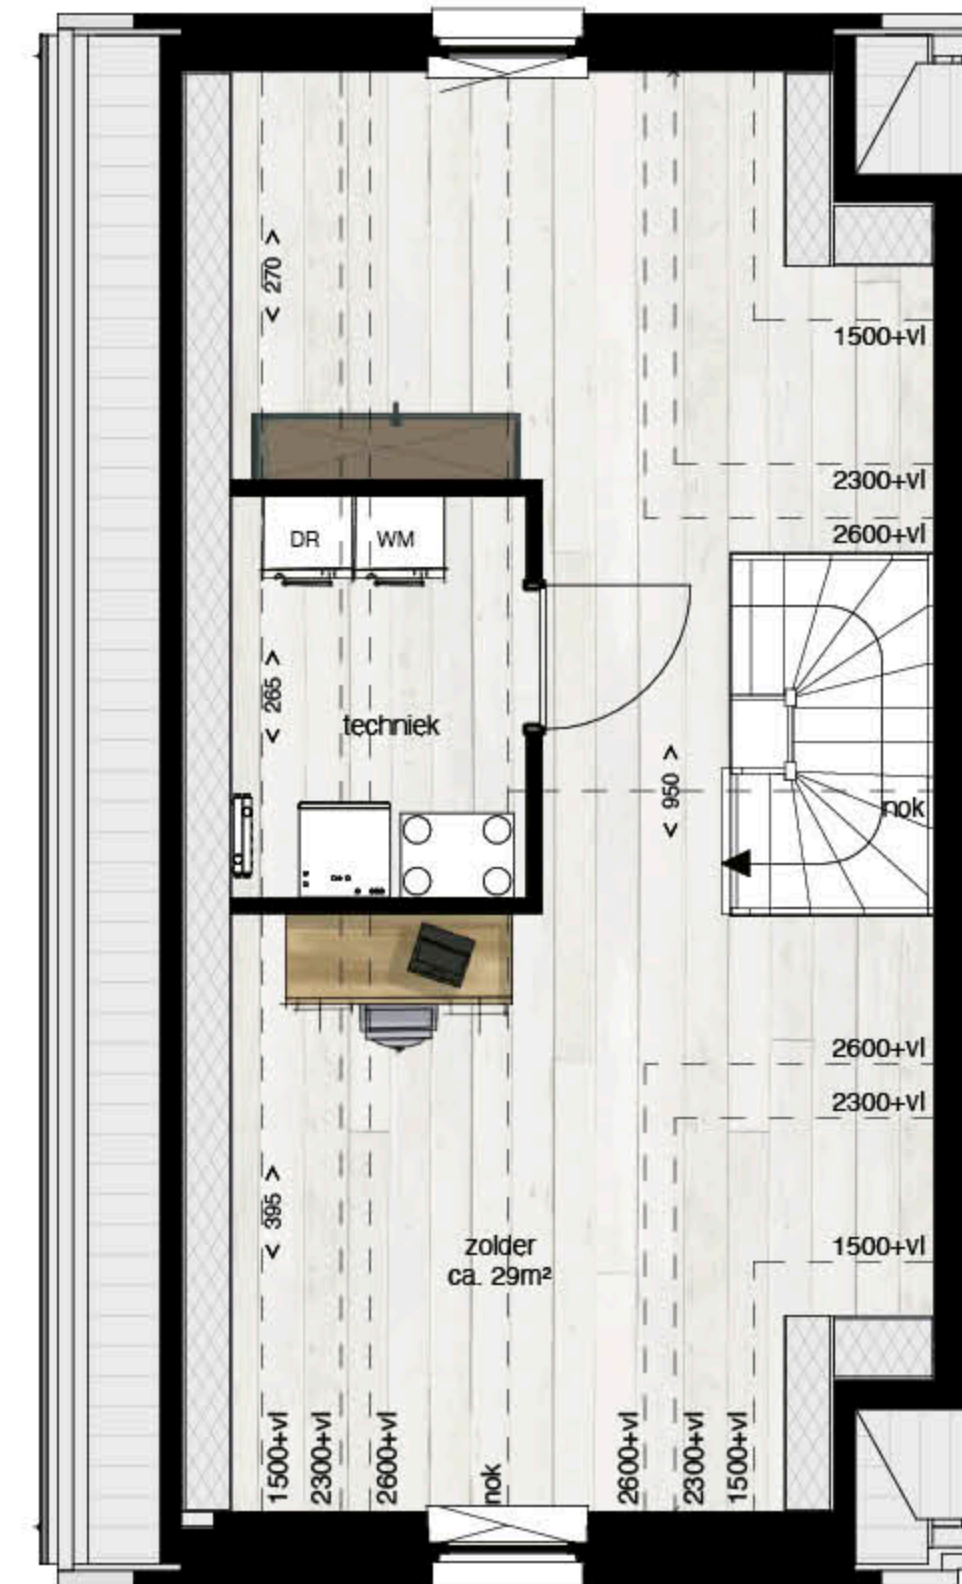 < 270 >
1500+vl
2300+vl
2600+vl
DR
WM
< 265 >
techniek
< 950 >
nok
2600+vl
2300+vl
< 395 >
zolder
ca. 29m²
1500+vl
1500+vl
2300+vl
2600+vl
nok
2600+vl
2300+vl
1500+vl